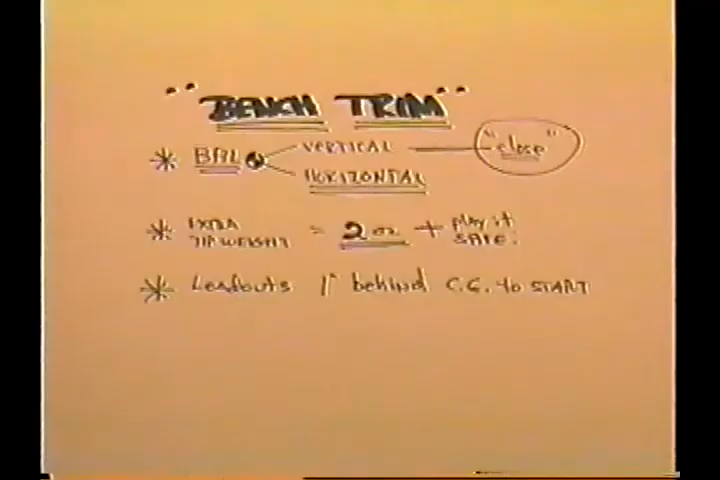 "BENCH TRIM"
* BAL VERTICAL — "close"
HORIZONTAL
* EXTRA TIP WEIGHT = 2 oz + play it SAFE.
* Leadouts 1" behind C.G. to START